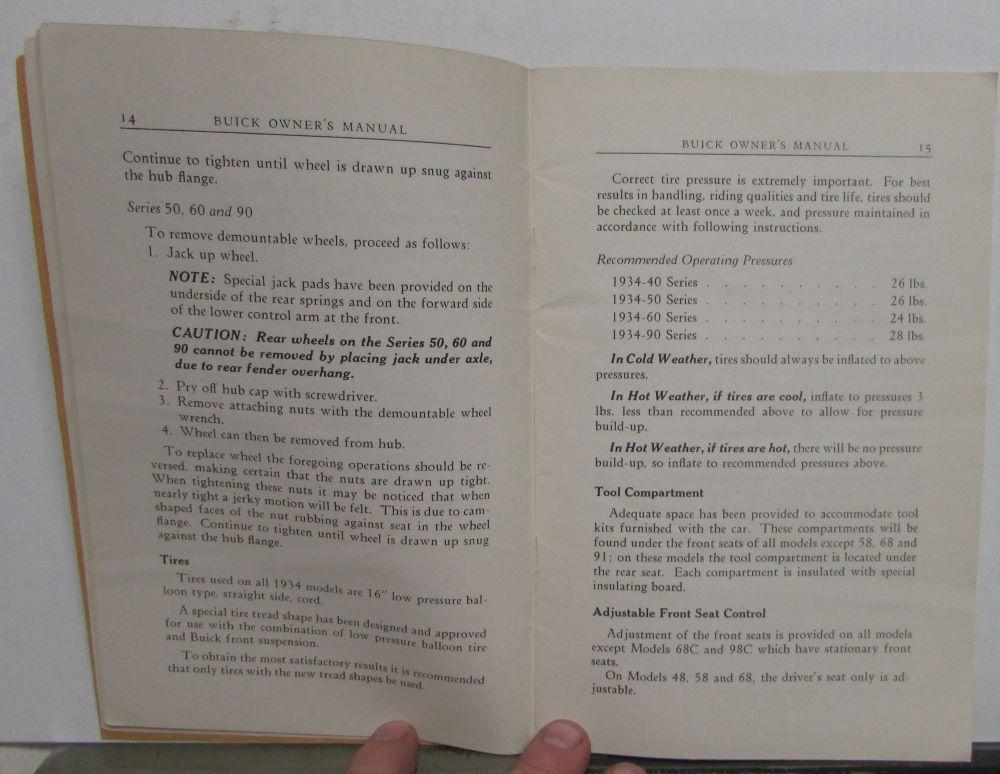 14 BUICK OWNER'S MANUAL
Continue to tighten until wheel is drawn up snug against
the hub flange.
Series 50, 60 and 90
To remove demountable wheels, proceed as follows:
1. Jack up wheel.
NOTE: Special jack pads have been provided on the
underside of the rear springs and on the forward side
of the lower control arm at the front.
CAUTION: Rear wheels on the Series 50, 60 and
90 cannot be removed by placing jack under axle,
due to rear fender overhang.
2. Pry off hub cap with screwdriver.
3. Remove attaching nuts with the demountable wheel
wrench.
4. Wheel can then be removed from hub.
To replace wheel the foregoing operations should be re-
versed, making certain that the nuts are drawn up tight.
When tightening these nuts it may be noticed that when
nearly tight a jerky motion will be felt. This is due to cam-
shaped faces of the nut rubbing against seat in the wheel
flange. Continue to tighten until wheel is drawn up snug
against the hub flange.
Tires
Tires used on all 1934 models are 16" low pressure bal-
loon type, straight side, cord.
A special tire tread shape has been designed and approved
for use with the combination of low pressure balloon tire
and Buick front suspension.
To obtain the most satisfactory results it is recommended
that only tires with the new tread shapes be used.
BUICK OWNER'S MANUAL 15
Correct tire pressure is extremely important. For best
results in handling, riding qualities and tire life, tires should
be checked at least once a week, and pressure maintained in
accordance with following instructions.
Recommended Operating Pressures
1934-40 Series . . . . . . . . . . 26 lbs.
1934-50 Series . . . . . . . . . . 26 lbs.
1934-60 Series . . . . . . . . . . 24 lbs.
1934-90 Series . . . . . . . . . . 28 lbs.
In Cold Weather, tires should always be inflated to above
pressures.
In Hot Weather, if tires are cool, inflate to pressures 3
lbs. less than recommended above to allow for pressure
build-up.
In Hot Weather, if tires are hot, there will be no pressure
build-up, so inflate to recommended pressures above.
Tool Compartment
Adequate space has been provided to accommodate tool
kits furnished with the car. These compartments will be
found under the front seats of all models except 58, 68 and
91; on these models the tool compartment is located under
the rear seat. Each compartment is insulated with special
insulating board.
Adjustable Front Seat Control
Adjustment of the front seats is provided on all models
except Models 68C and 98C which have stationary front
seats.
On Models 48, 58 and 68, the driver's seat only is ad-
justable.